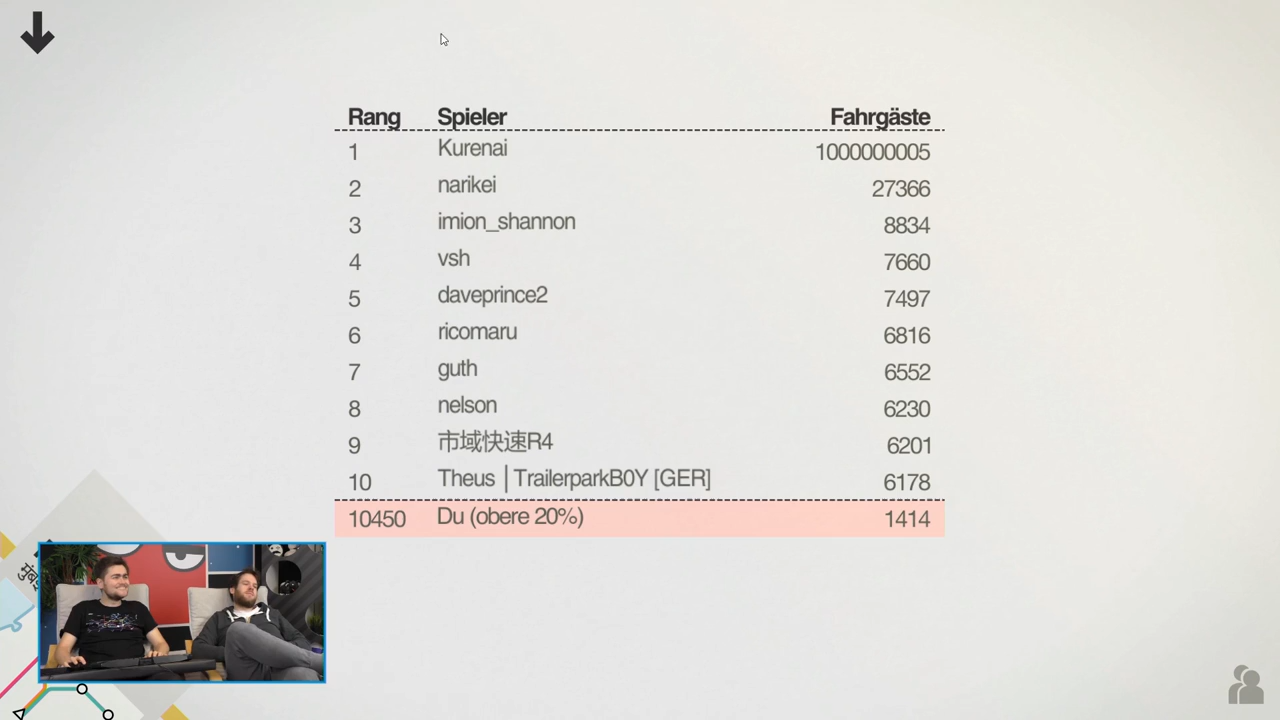 Rang Spieler Fahrgäste
1 Kurenai 1000000005
2 narikei 27366
3 imion_shannon 8834
4 vsh 7660
5 daveprince2 7497
6 ricomaru 6816
7 guth 6552
8 nelson 6230
9 市域快速R4 6201
10 Theus | TrailerparkB0Y [GER] 6178
10450 Du (obere 20%) 1414